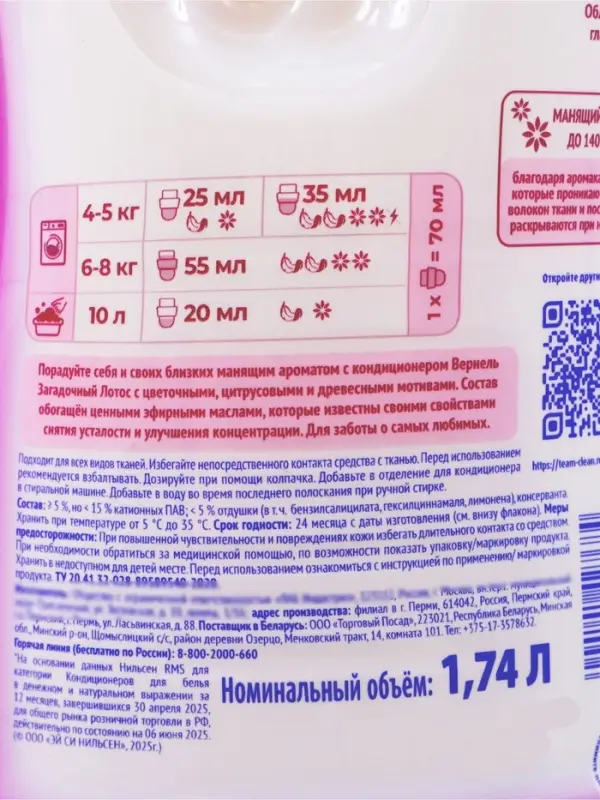 Обл
гл
МАНЯЩИЙ
ДО 140
благодаря аромака
которые проникаю
волокон ткани и пос
раскрываются при н
4-5 кг 25 мл 35 мл
6-8 кг 55 мл
10 л 20 мл
1 x = 70 мл
Откройте други
https://team-clean.r
Порадуйте себя и своих близких манящим ароматом с кондиционером Вернель
Загадочный Лотос с цветочными, цитрусовыми и древесными мотивами. Состав
обогащён ценными эфирными маслами, которые известны своими свойствами
снятия усталости и улучшения концентрации. Для заботы о самых любимых.
Подходит для всех видов тканей. Избегайте непосредственного контакта средства с тканью. Перед использованием
рекомендуется взбалтывать. Дозируйте при помощи колпачка. Добавьте в отделение для кондиционера
в стиральной машине. Добавьте в воду во время последнего полоскания при ручной стирке.
Состав: ≥ 5 %, но < 15 % катионных ПАВ; < 5 % отдушки (в т. ч. бензилсалицилата, гексилциннамаля, лимонена), консерванта.
Хранить при температуре от 5 °С до 35 °С. Срок годности: 24 месяца с даты изготовления (см. внизу флакона). Меры
предосторожности: При повышенной чувствительности и повреждениях кожи избегать длительного контакта со средством.
При необходимости обратиться за медицинской помощью, по возможности показать упаковку/маркировку продукта.
Хранить в недоступном для детей месте. Перед использованием ознакомиться с инструкцией по применению/ маркировкой
продукта. ТУ 20.41.32-028-
адрес производства: филиал в г. Перми, 614042, Россия, Пермский край,
г. Пермь, ул. Ласьвинская, д. 88. Поставщик в Беларусь: ООО «Торговый Посад», 223021, Республика Беларусь, Минская
обл., Минский р-он, Щомыслицкий с/с, район деревни Озерцо, Менковский тракт, 14, комната 101. Тел: +375-17-3578632.
Горячая линия (бесплатно по России): 8-800-2000-660
*На основании данных Нильсен RMS для
категории Кондиционеров для белья
в денежном и натуральном выражении за
12 месяцев, завершившихся 30 апреля 2025,
для общего рынка розничной торговли в РФ,
действительно по состоянию на 06 июня 2025.
(© ООО «ЭЙ СИ НИЛЬСЕН», 2025г.)
Номинальный объём: 1,74 Л